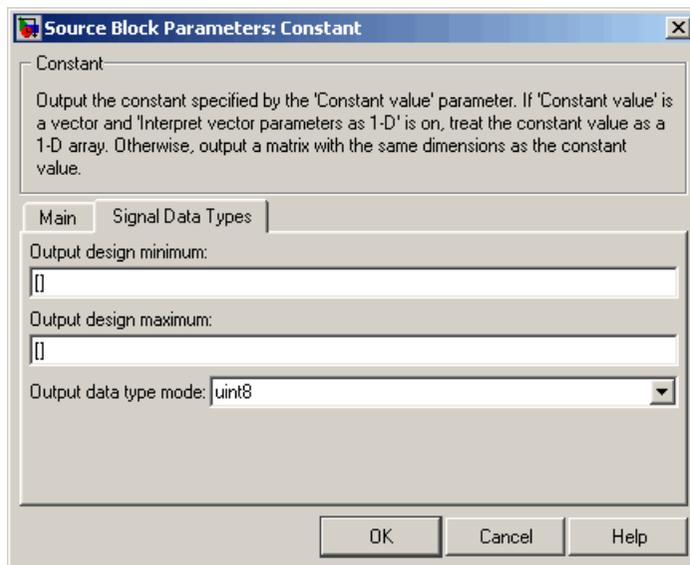 Source Block Parameters: Constant
Constant
Output the constant specified by the 'Constant value' parameter. If 'Constant value' is
a vector and 'Interpret vector parameters as 1-D' is on, treat the constant value as a
1-D array. Otherwise, output a matrix with the same dimensions as the constant
value.
Main Signal Data Types
Output design minimum:
[]
Output design maximum:
[]
Output data type mode: uint8
OK Cancel Help